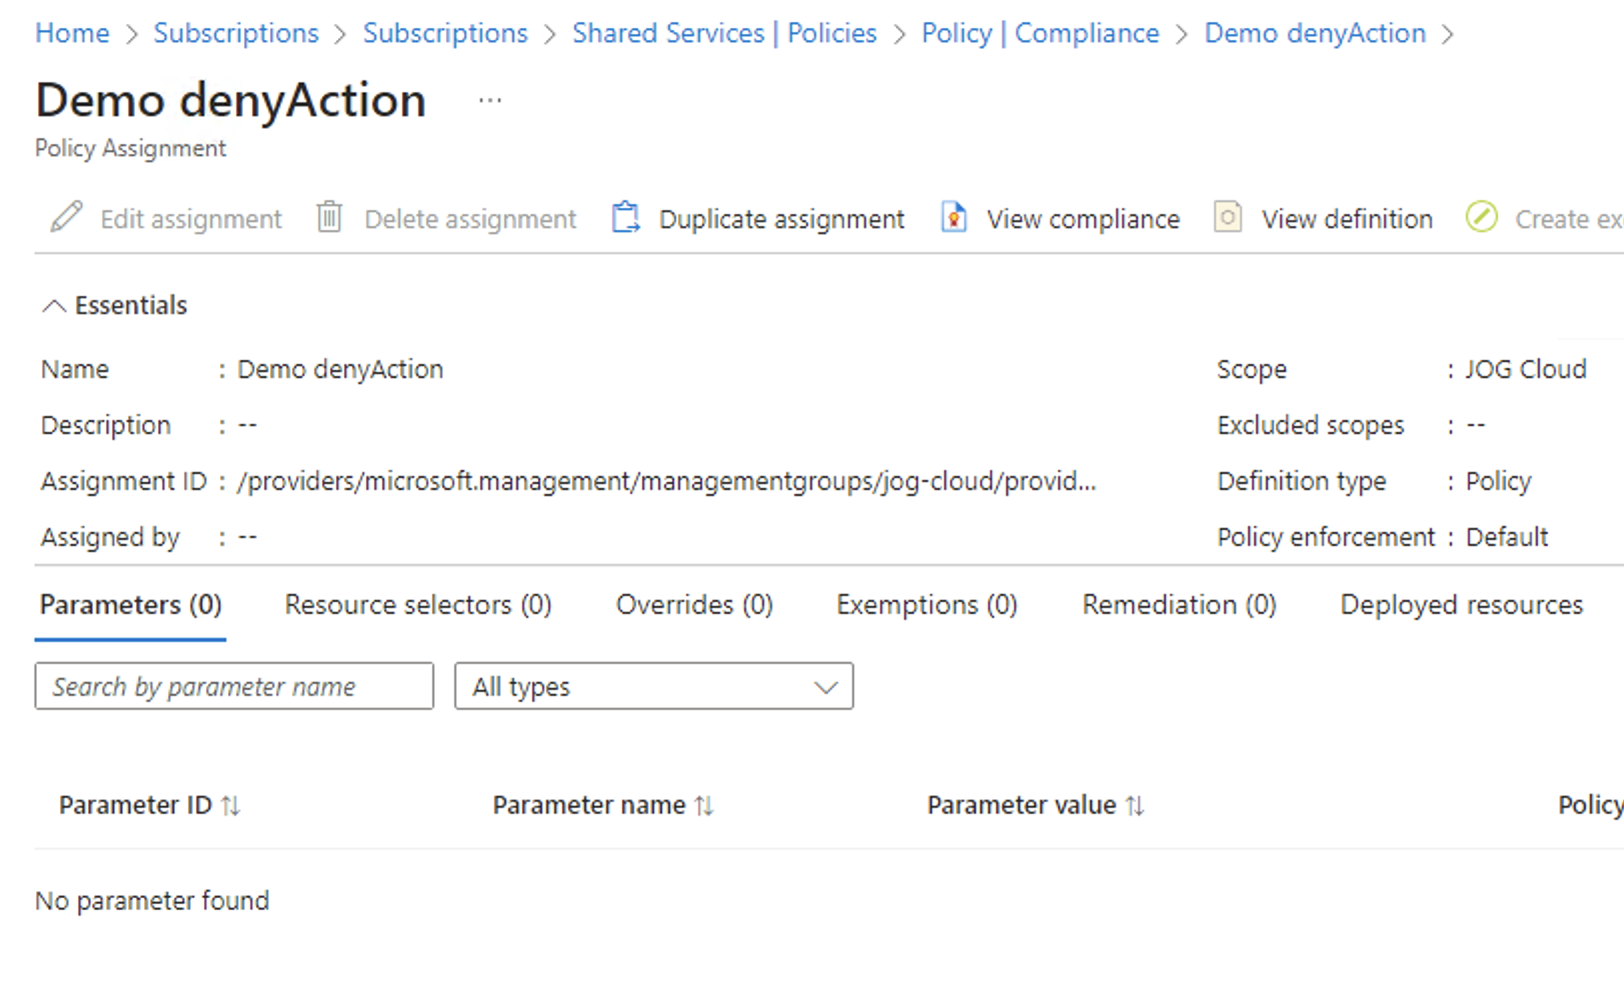 Home > Subscriptions > Subscriptions > Shared Services | Policies > Policy | Compliance > Demo denyAction >
Demo denyAction ...
Policy Assignment
Edit assignment Delete assignment Duplicate assignment View compliance View definition Create ex
Essentials
Name : Demo denyAction Scope : JOG Cloud
Description : -- Excluded scopes : --
Assignment ID : /providers/microsoft.management/managementgroups/jog-cloud/provid... Definition type : Policy
Assigned by : -- Policy enforcement : Default
Parameters (0) Resource selectors (0) Overrides (0) Exemptions (0) Remediation (0) Deployed resources
Search by parameter name All types
Parameter ID Parameter name Parameter value Policy
No parameter found